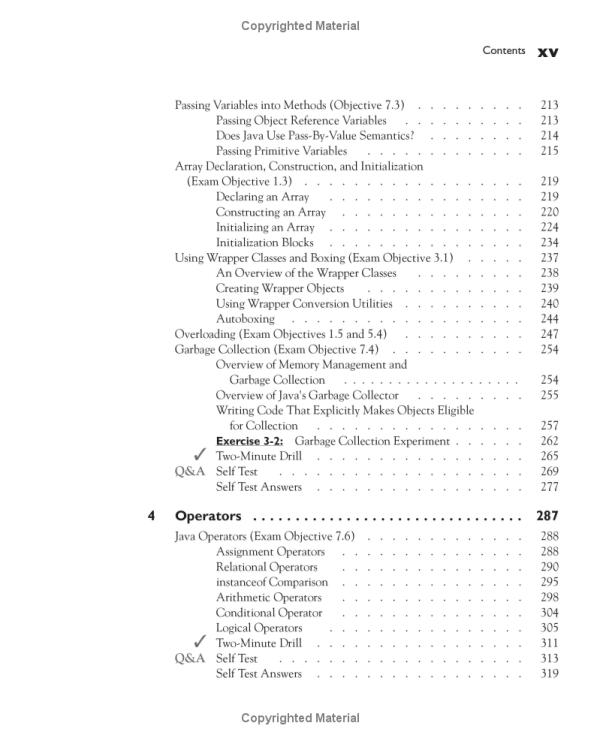 Copyrighted Material
Contents xv
Passing Variables into Methods (Objective 7.3) . . . . . . . . . 213
Passing Object Reference Variables . . . . . . . . . . 213
Does Java Use Pass-By-Value Semantics? . . . . . . . . 214
Passing Primitive Variables . . . . . . . . . . . . . 215
Array Declaration, Construction, and Initialization
(Exam Objective 1.3) . . . . . . . . . . . . . . . . . . 219
Declaring an Array . . . . . . . . . . . . . . . . 219
Constructing an Array . . . . . . . . . . . . . . . 220
Initializing an Array . . . . . . . . . . . . . . . . 224
Initialization Blocks . . . . . . . . . . . . . . . . 234
Using Wrapper Classes and Boxing (Exam Objective 3.1) . . . . . 237
An Overview of the Wrapper Classes . . . . . . . . . 238
Creating Wrapper Objects . . . . . . . . . . . . . 239
Using Wrapper Conversion Utilities . . . . . . . . . . 240
Autoboxing . . . . . . . . . . . . . . . . . . . 244
Overloading (Exam Objectives 1.5 and 5.4) . . . . . . . . . . 247
Garbage Collection (Exam Objective 7.4) . . . . . . . . . . . 254
Overview of Memory Management and
Garbage Collection . . . . . . . . . . . . . . . . . . . 254
Overview of Java's Garbage Collector . . . . . . . . . 255
Writing Code That Explicitly Makes Objects Eligible
for Collection . . . . . . . . . . . . . . . . . 257
Exercise 3-2: Garbage Collection Experiment . . . . . . 262
✓ Two-Minute Drill . . . . . . . . . . . . . . . . . 265
Q&A Self Test . . . . . . . . . . . . . . . . . . . . 269
Self Test Answers . . . . . . . . . . . . . . . . . 277
4 Operators . . . . . . . . . . . . . . . . . . . . . . . . . . . . . . . . 287
Java Operators (Exam Objective 7.6) . . . . . . . . . . . . . 288
Assignment Operators . . . . . . . . . . . . . . . 288
Relational Operators . . . . . . . . . . . . . . . 290
instanceof Comparison . . . . . . . . . . . . . . . 295
Arithmetic Operators . . . . . . . . . . . . . . . 298
Conditional Operator . . . . . . . . . . . . . . . 304
Logical Operators . . . . . . . . . . . . . . . . 305
✓ Two-Minute Drill . . . . . . . . . . . . . . . . . 311
Q&A Self Test . . . . . . . . . . . . . . . . . . . . 313
Self Test Answers . . . . . . . . . . . . . . . . . 319
Copyrighted Material